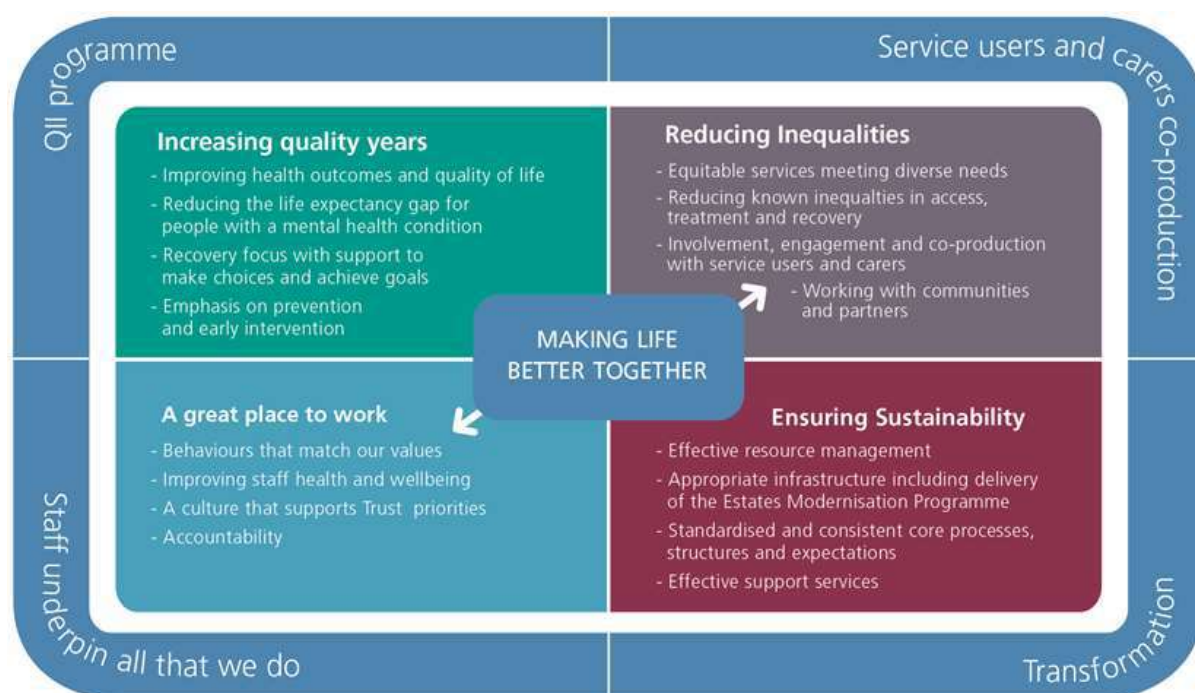 QII programme
Service users and carers co-production
Increasing quality years
- Improving health outcomes and quality of life
- Reducing the life expectancy gap for
people with a mental health condition
- Recovery focus with support to
make choices and achieve goals
- Emphasis on prevention
and early intervention
Reducing Inequalities
- Equitable services meeting diverse needs
- Reducing known inequalties in access,
treatment and recovery
- Involvement, engagement and co-production
with service users and carers
- Working with communities
and partners
MAKING LIFE
BETTER TOGETHER
A great place to work
- Behaviours that match our values
- Improving staff health and wellbeing
- A culture that supports Trust priorities
- Accountability
Ensuring Sustainability
- Effective resource management
- Appropriate infrastructure including delivery
of the Estates Modernisation Programme
- Standardised and consistent core processes,
structures and expectations
- Effective support services
Staff underpin all that we do
Transformation